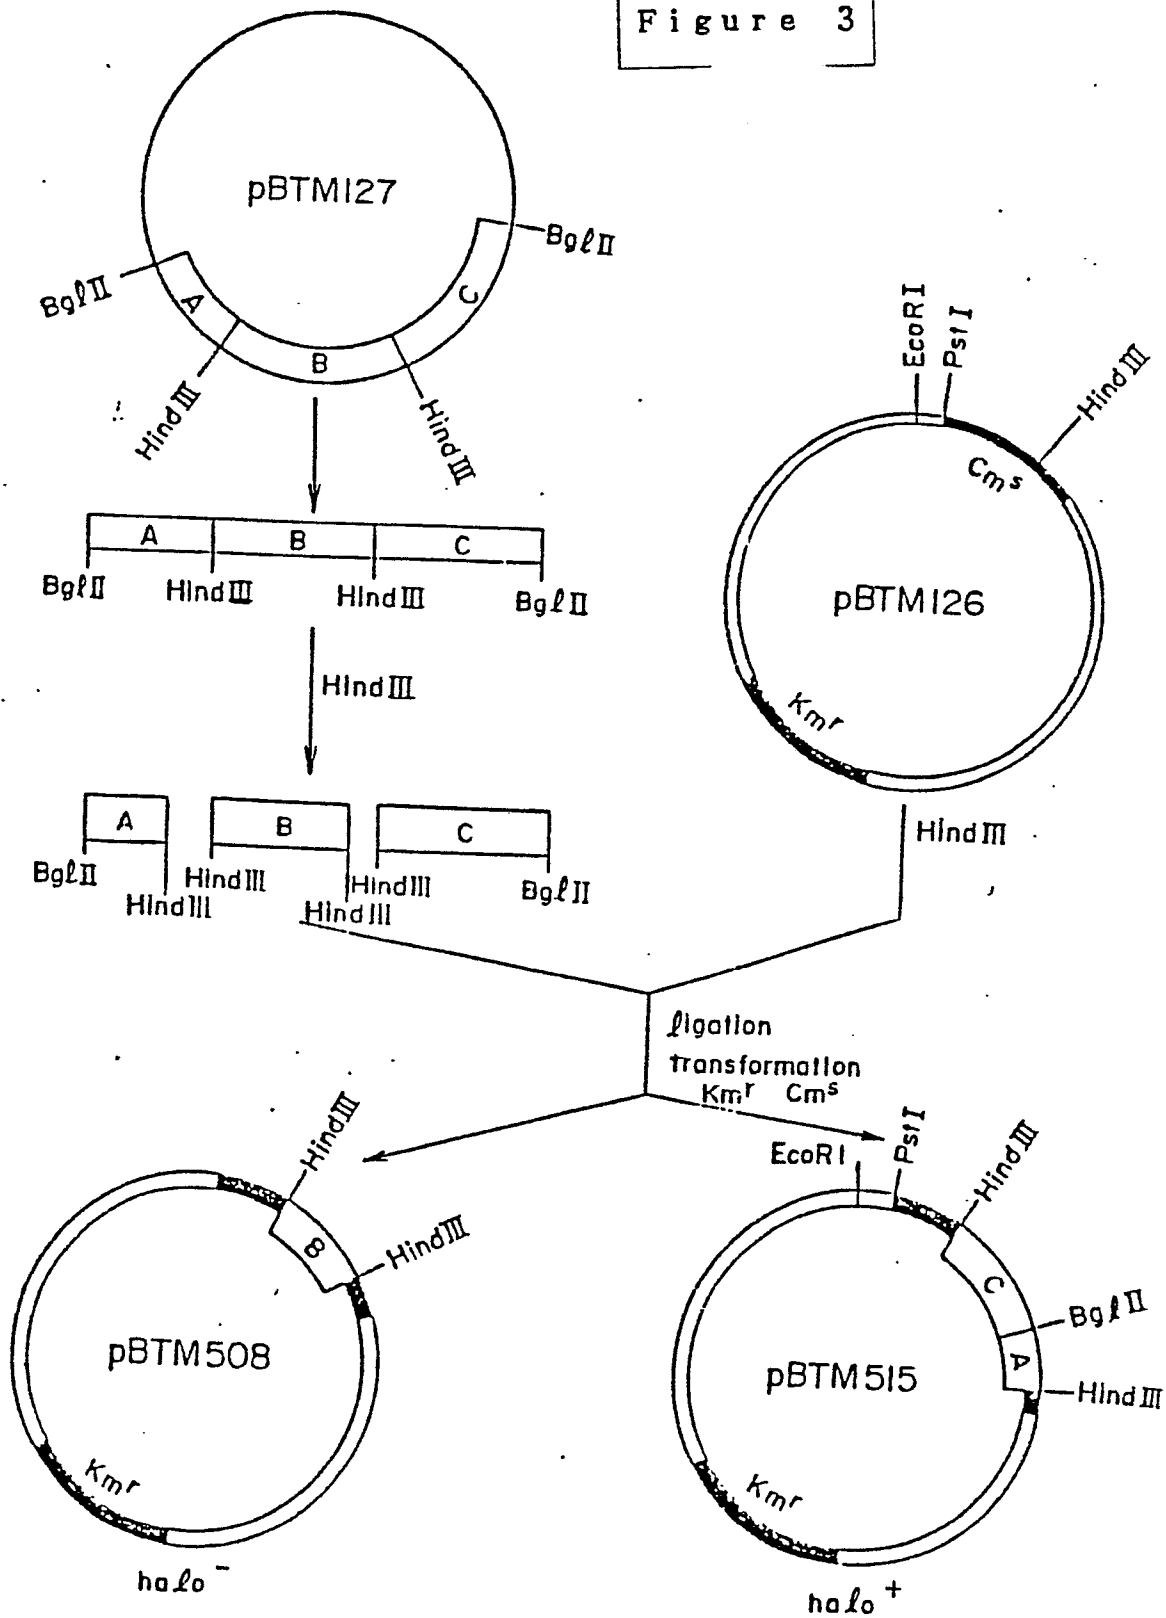 Figure 3
pBTM127
BglII
BglII
A
B
C
HindIII
HindIII
EcoRI
PstI
HindIII
Cms
pBTM126
Kmr
A
B
C
BglII
HindIII
HindIII
BglII
HindIII
A
B
C
BglII
HindIII
HindIII
HindIII
HindIII
BglII
HindIII
ligation
transformation
Kmr Cms
HindIII
HindIII
B
pBTM508
Kmr
halo-
EcoRI
PstI
HindIII
C
BglII
A
HindIII
pBTM515
Kmr
halo+